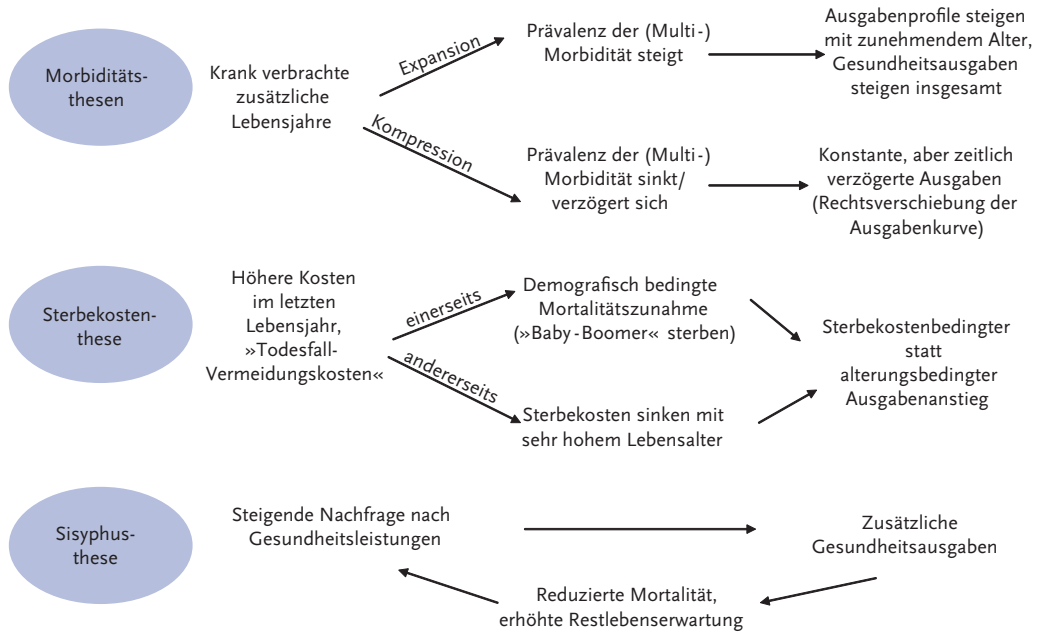 Morbiditäts-
thesen
Krank verbrachte
zusätzliche
Lebensjahre
Expansion
Prävalenz der (Multi-)
Morbidität steigt
Ausgabenprofile steigen
mit zunehmendem Alter,
Gesundheitsausgaben
steigen insgesamt
Kompression
Prävalenz der (Multi-)
Morbidität sinkt/
verzögert sich
Konstante, aber zeitlich
verzögerte Ausgaben
(Rechtsverschiebung der
Ausgabenkurve)
Sterbekosten-
these
Höhere Kosten
im letzten
Lebensjahr,
»Todesfall-
Vermeidungskosten«
einerseits
Demografisch bedingte
Mortalitätszunahme
(»Baby-Boomer« sterben)
andererseits
Sterbekosten sinken mit
sehr hohem Lebensalter
Sterbekostenbedingter
statt
alterungsbedingter
Ausgabenanstieg
Sisyphus-
these
Steigende Nachfrage nach
Gesundheitsleistungen
Zusätzliche
Gesundheitsausgaben
Reduzierte Mortalität,
erhöhte Restlebenserwartung